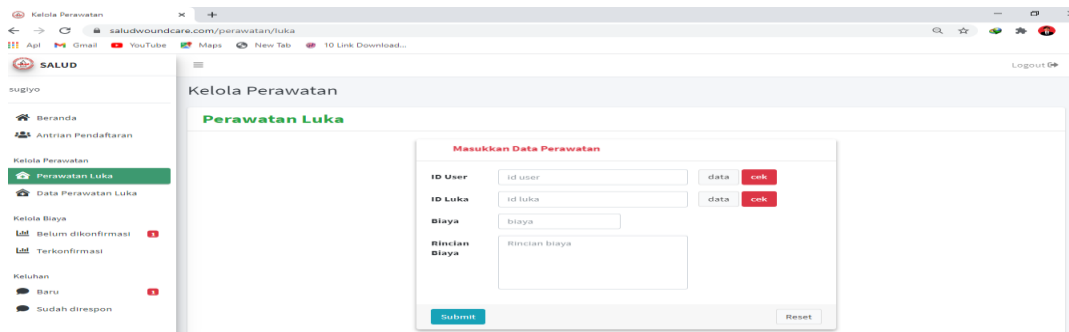 Kelola Perawatan
saludwoundcare.com/perawatan/luka
Apl Gmail YouTube Maps New Tab 10 Link Download...
SALUD
Logout
sugiyo
Beranda
Antrian Pendaftaran
Kelola Perawatan
Perawatan Luka
Data Perawatan Luka
Kelola Biaya
Belum dikonfirmasi
Terkonfirmasi
Keluhan
Baru
Sudah direspon
Kelola Perawatan
Perawatan Luka
Masukkan Data Perawatan
ID User id user data cek
ID Luka id luka data cek
Biaya biaya
Rincian Rincian biaya
Biaya
Submit Reset